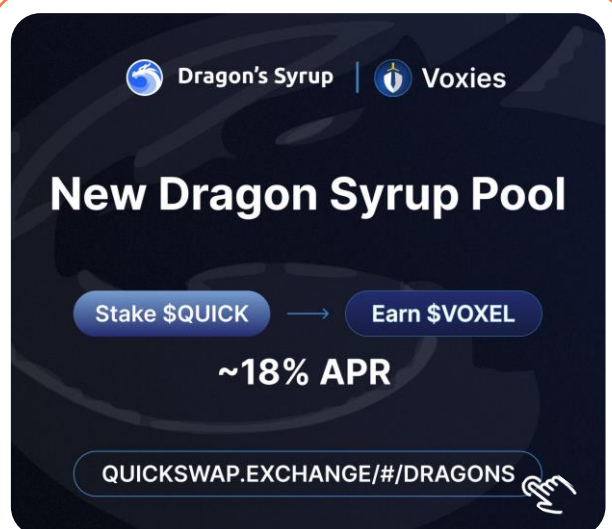 Dragon's Syrup | Voxies
New Dragon Syrup Pool
Stake $QUICK → Earn $VOXEL
~18% APR
QUICKSWAP.EXCHANGE/#/DRAGONS